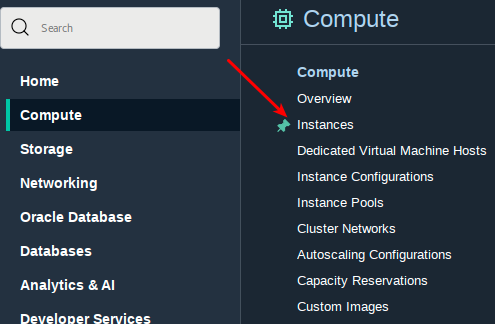 Search
Home
Compute
Storage
Networking
Oracle Database
Databases
Analytics & AI
Developer Services
Compute
Compute
Overview
Instances
Dedicated Virtual Machine Hosts
Instance Configurations
Instance Pools
Cluster Networks
Autoscaling Configurations
Capacity Reservations
Custom Images